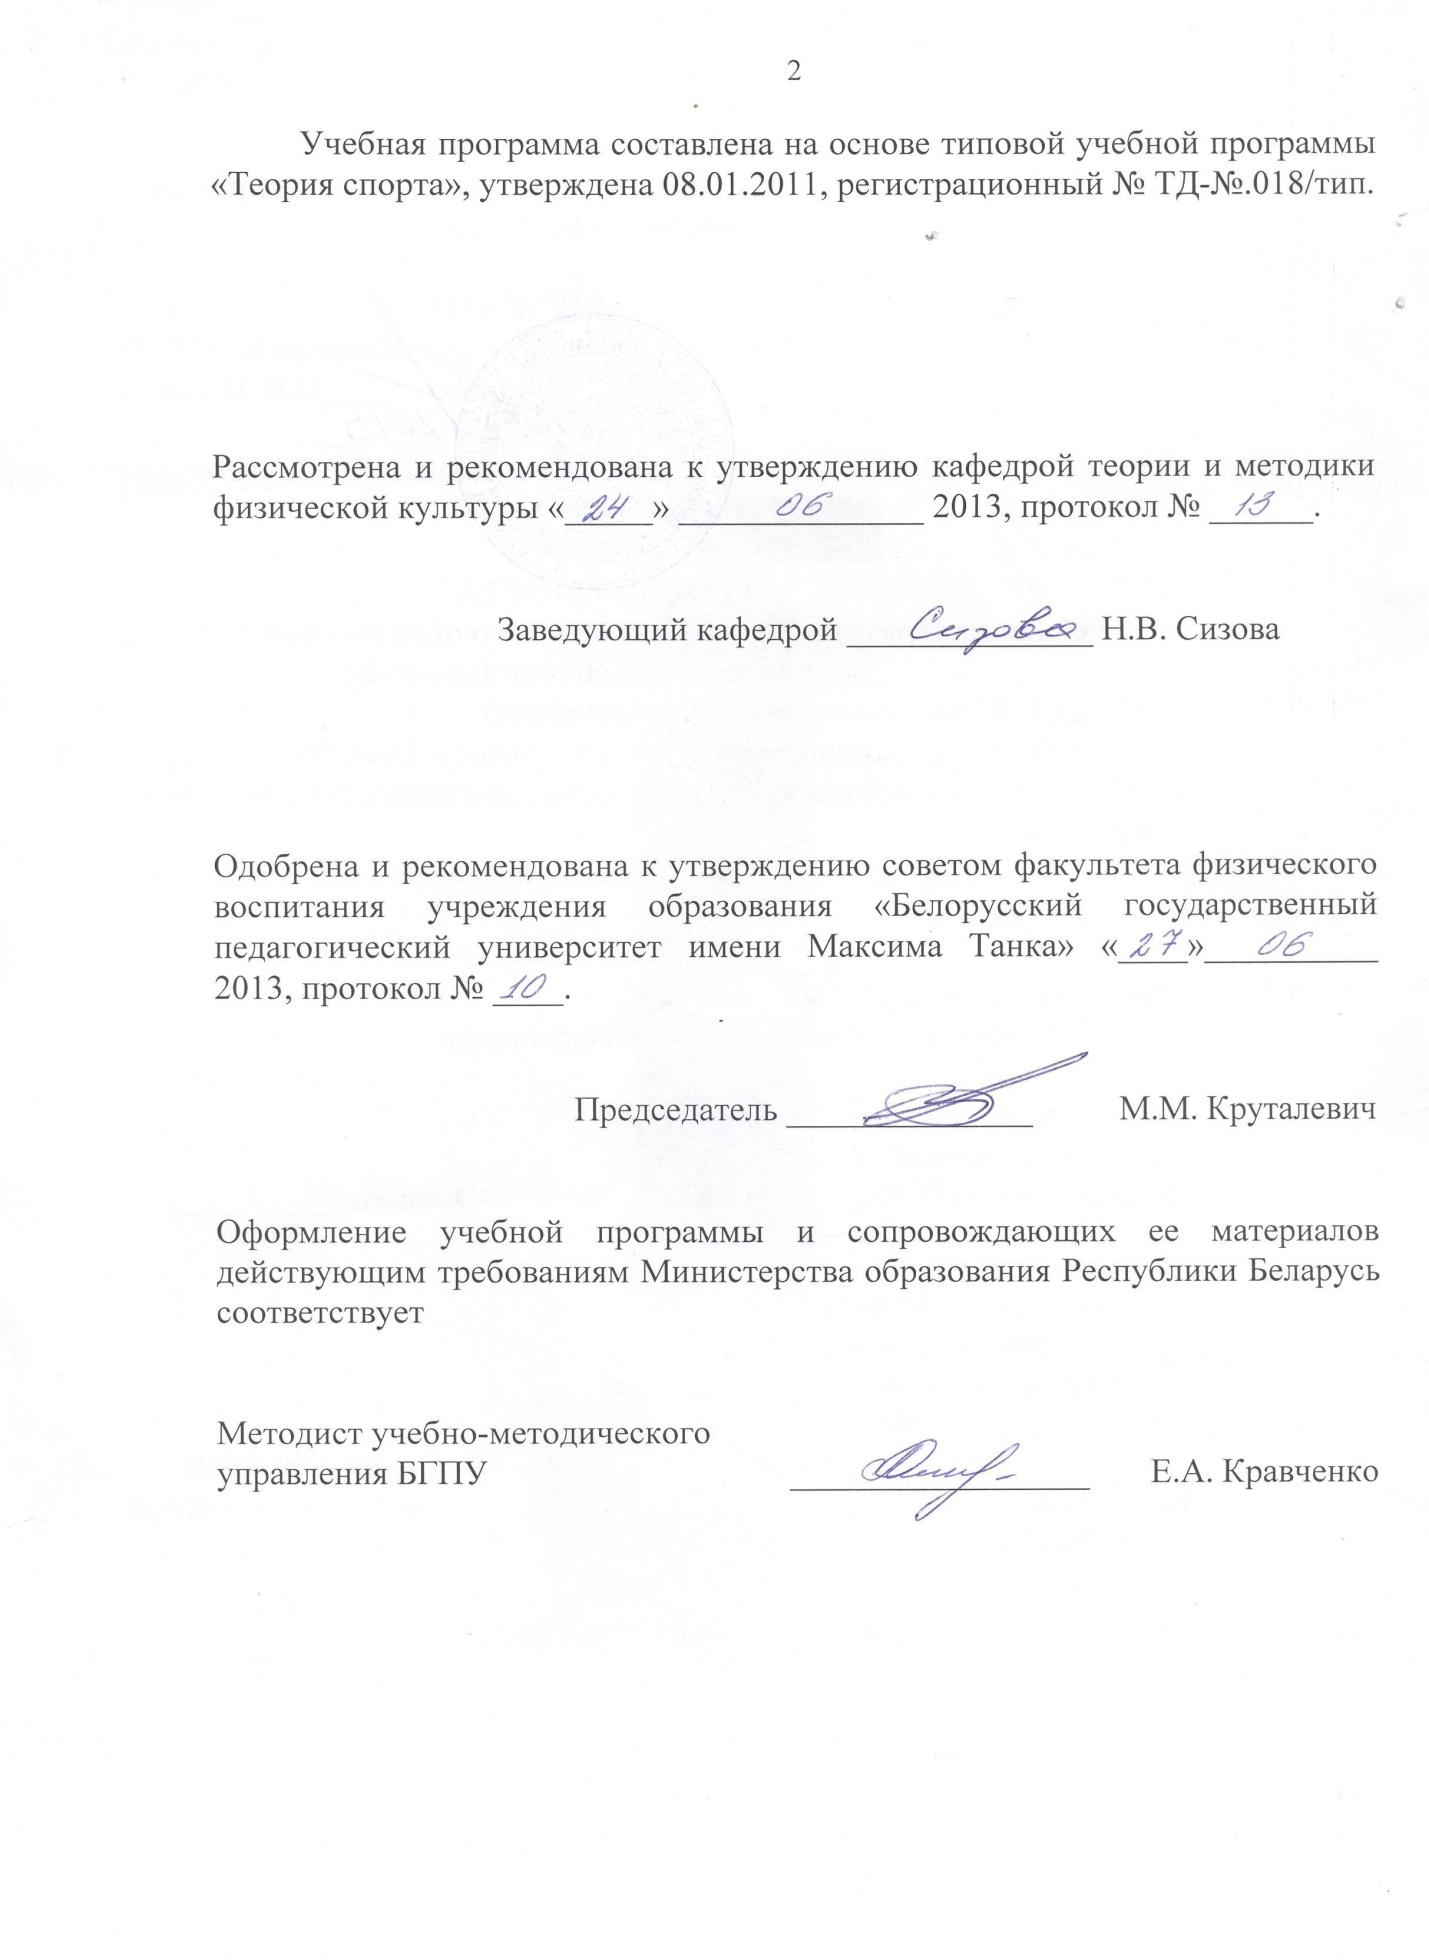 2
Учебная программа составлена на основе типовой учебной программы
«Теория спорта», утверждена 08.01.2011, регистрационный № ТД-№.018/тип.
Рассмотрена и рекомендована к утверждению кафедрой теории и методики
физической культуры «24» 06 2013, протокол № 13.
Заведующий кафедрой Сизова Н.В. Сизова
Одобрена и рекомендована к утверждению советом факультета физического
воспитания учреждения образования «Белорусский государственный
педагогический университет имени Максима Танка» «27» 06
2013, протокол № 10.
Председатель М.М. Круталевич
Оформление учебной программы и сопровождающих ее материалов
действующим требованиям Министерства образования Республики Беларусь
соответствует
Методист учебно-методического
управления БГПУ Е.А. Кравченко